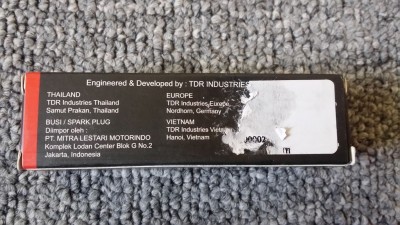 Engineered & Developed by : TDR INDUSTRIES
THAILAND
TDR Industries Thailand
Samut Prakan, Thailand
EUROPE
TDR Industries Europe,
Nordhorn, Germany
BUSI / SPARK PLUG
Diimpor oleh :
PT. MITRA LESTARI MOTORINDO
Komplek Lodan Center Blok G No.2
Jakarta, Indonesia
VIETNAM
TDR Industries
Hanoi, Vietnam